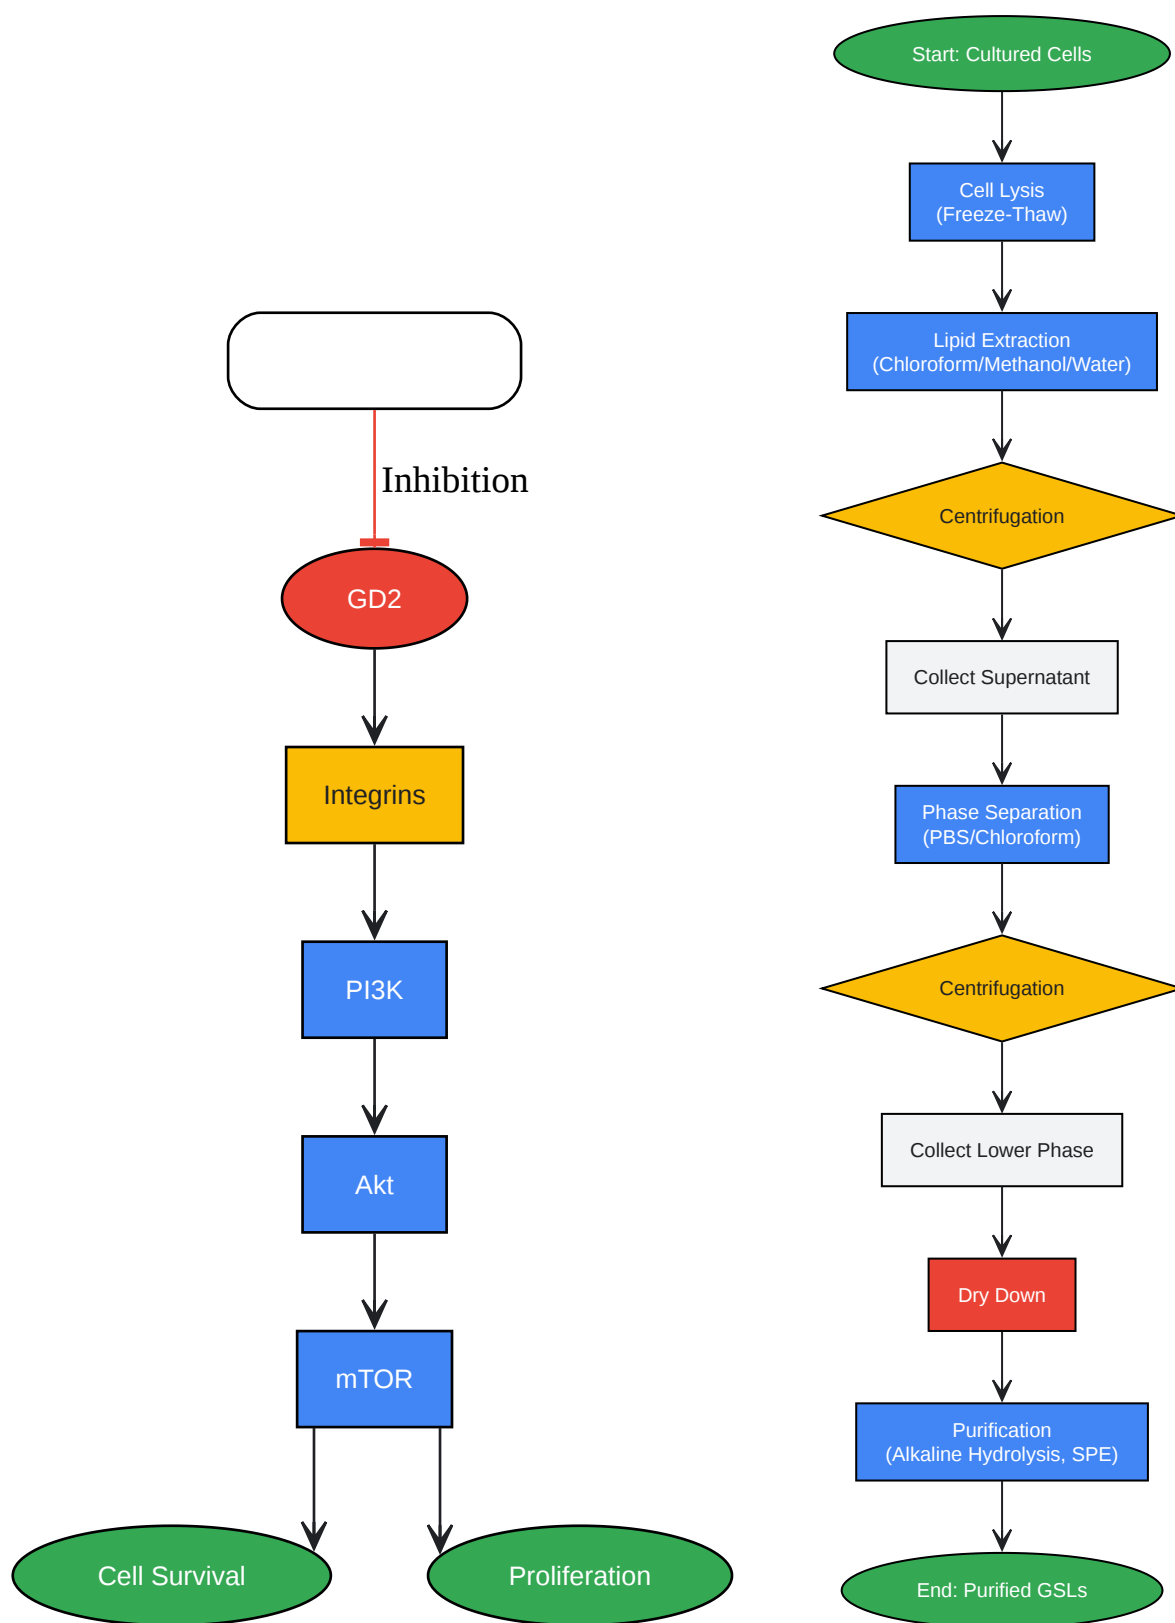 Inhibition
GD2
Integrins
PI3K
Akt
mTOR
Cell Survival
Proliferation
Start: Cultured Cells
Cell Lysis
(Freeze-Thaw)
Lipid Extraction
(Chloroform/Methanol/Water)
Centrifugation
Collect Supernatant
Phase Separation
(PBS/Chloroform)
Centrifugation
Collect Lower Phase
Dry Down
Purification
(Alkaline Hydrolysis, SPE)
End: Purified GSLs